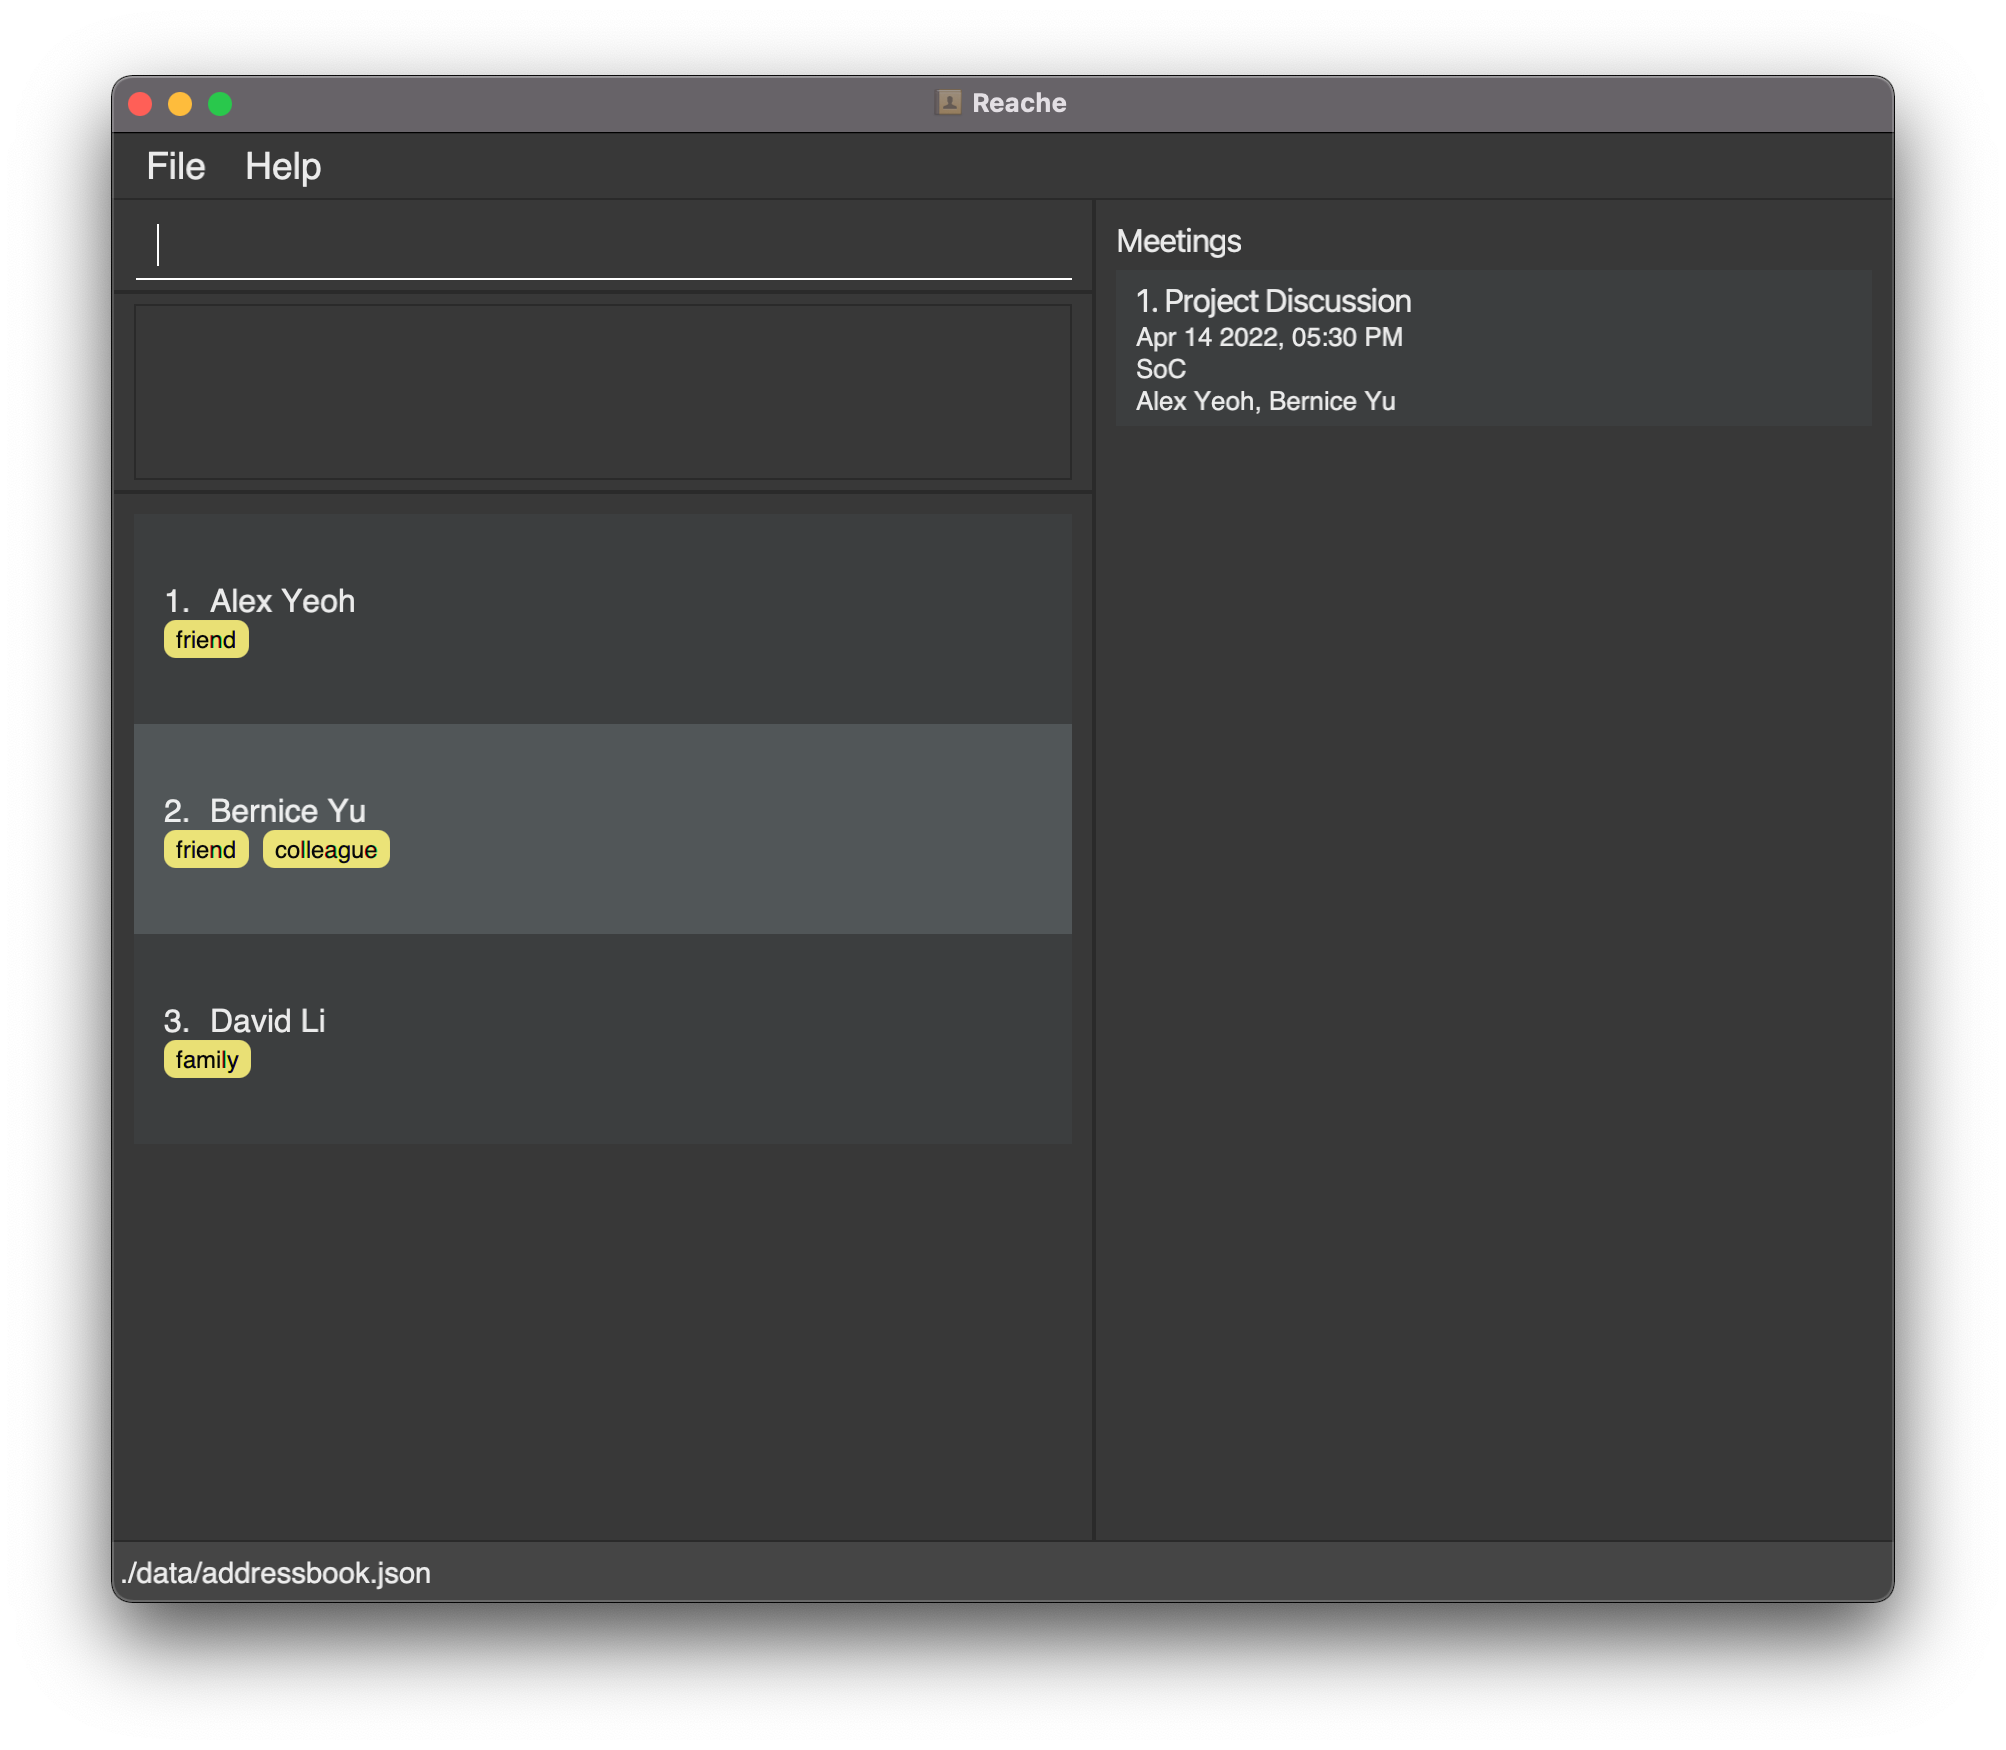 Reache
File Help
Meetings
1. Project Discussion
Apr 14 2022, 05:30 PM
SoC
Alex Yeoh, Bernice Yu
1. Alex Yeoh
friend
2. Bernice Yu
friend colleague
3. David Li
family
./data/addressbook.json